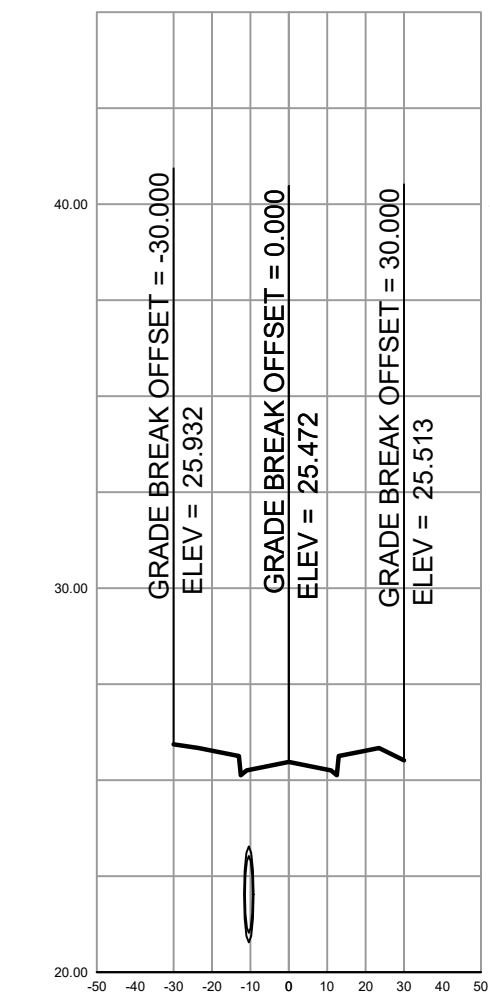 40.00
30.00
20.00
GRADE BREAK OFFSET = -30.000
ELEV = 25.932
GRADE BREAK OFFSET = 0.000
ELEV = 25.472
GRADE BREAK OFFSET = 30.000
ELEV = 25.513
-50 -40 -30 -20 -10 0 10 20 30 40 50